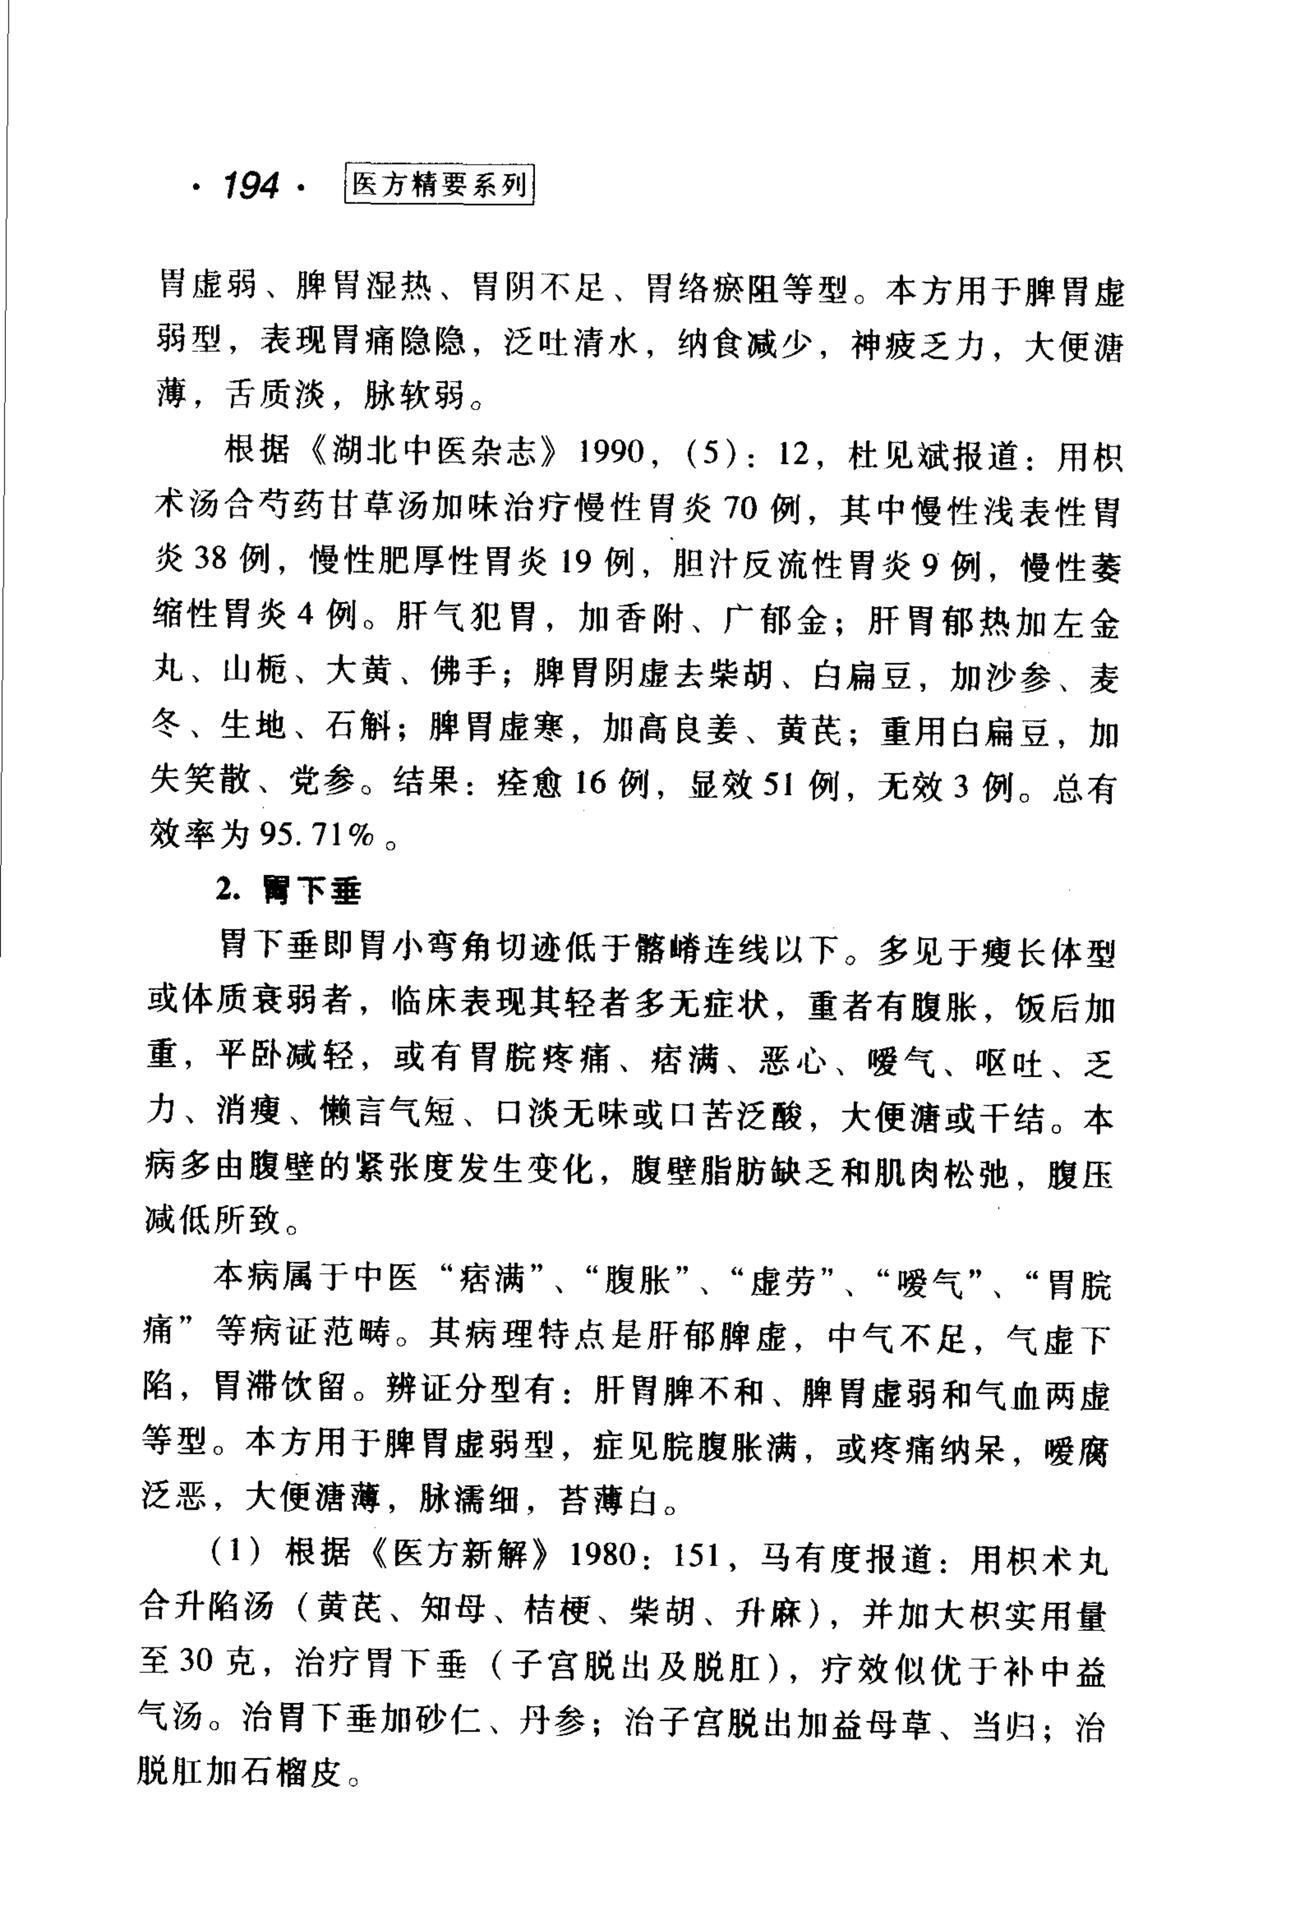 · 194 · 医方精要系列
胃虚弱、脾胃湿热、胃阴不足、胃络瘀阻等型。本方用于脾胃虚
弱型，表现胃痛隐隐，泛吐清水，纳食减少，神疲乏力，大便溏
薄，舌质淡，脉软弱。
根据《湖北中医杂志》1990，（5）：12，杜见斌报道：用枳
术汤合芍药甘草汤加味治疗慢性胃炎 70 例，其中慢性浅表性胃
炎 38 例，慢性肥厚性胃炎 19 例，胆汁反流性胃炎 9 例，慢性萎
缩性胃炎 4 例。肝气犯胃，加香附、广郁金；肝胃郁热加左金
丸、山栀、大黄、佛手；脾胃阴虚去柴胡、白扁豆，加沙参、麦
冬、生地、石斛；脾胃虚寒，加高良姜、黄芪；重用白扁豆，加
失笑散、党参。结果：痊愈 16 例，显效 51 例，无效 3 例。总有
效率为 95.71%。
2. 胃下垂
胃下垂即胃小弯角切迹低于髂嵴连线以下。多见于瘦长体型
或体质衰弱者，临床表现其轻者多无症状，重者有腹胀，饭后加
重，平卧减轻，或有胃脘疼痛、痞满、恶心、嗳气、呕吐、乏
力、消瘦、懒言气短、口淡无味或口苦泛酸，大便溏或干结。本
病多由腹壁的紧张度发生变化，腹壁脂肪缺乏和肌肉松弛，腹压
减低所致。
本病属于中医“痞满”、“腹胀”、“虚劳”、“嗳气”、“胃脘
痛”等病证范畴。其病理特点是肝郁脾虚，中气不足，气虚下
陷，胃滞饮留。辨证分型有：肝胃脾不和、脾胃虚弱和气血两虚
等型。本方用于脾胃虚弱型，症见脘腹胀满，或疼痛纳呆，嗳腐
泛恶，大便溏薄，脉濡细，苔薄白。
（1）根据《医方新解》1980：151，马有度报道：用枳术丸
合升陷汤（黄芪、知母、桔梗、柴胡、升麻），并加大枳实用量
至 30 克，治疗胃下垂（子宫脱出及脱肛），疗效似优于补中益
气汤。治胃下垂加砂仁、丹参；治子宫脱出加益母草、当归；治
脱肛加石榴皮。